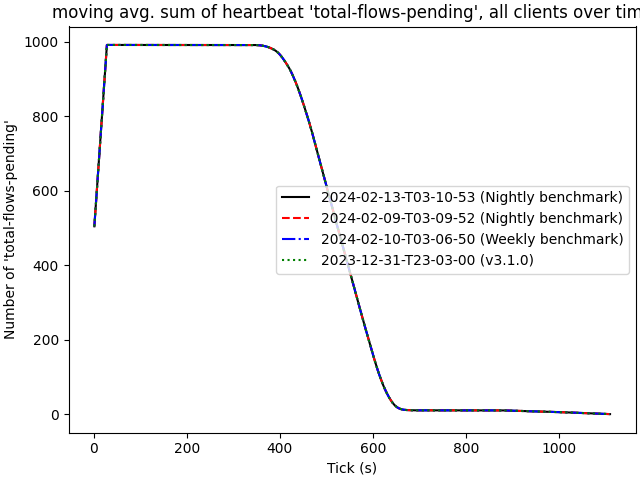 moving avg. sum of heartbeat 'total-flows-pending', all clients over tim
1000
800
600
400
200
0
Number of 'total-flows-pending'
2024-02-13-T03-10-53 (Nightly benchmark)
2024-02-09-T03-09-52 (Nightly benchmark)
2024-02-10-T03-06-50 (Weekly benchmark)
2023-12-31-T23-03-00 (v3.1.0)
0 200 400 600 800 1000
Tick (s)